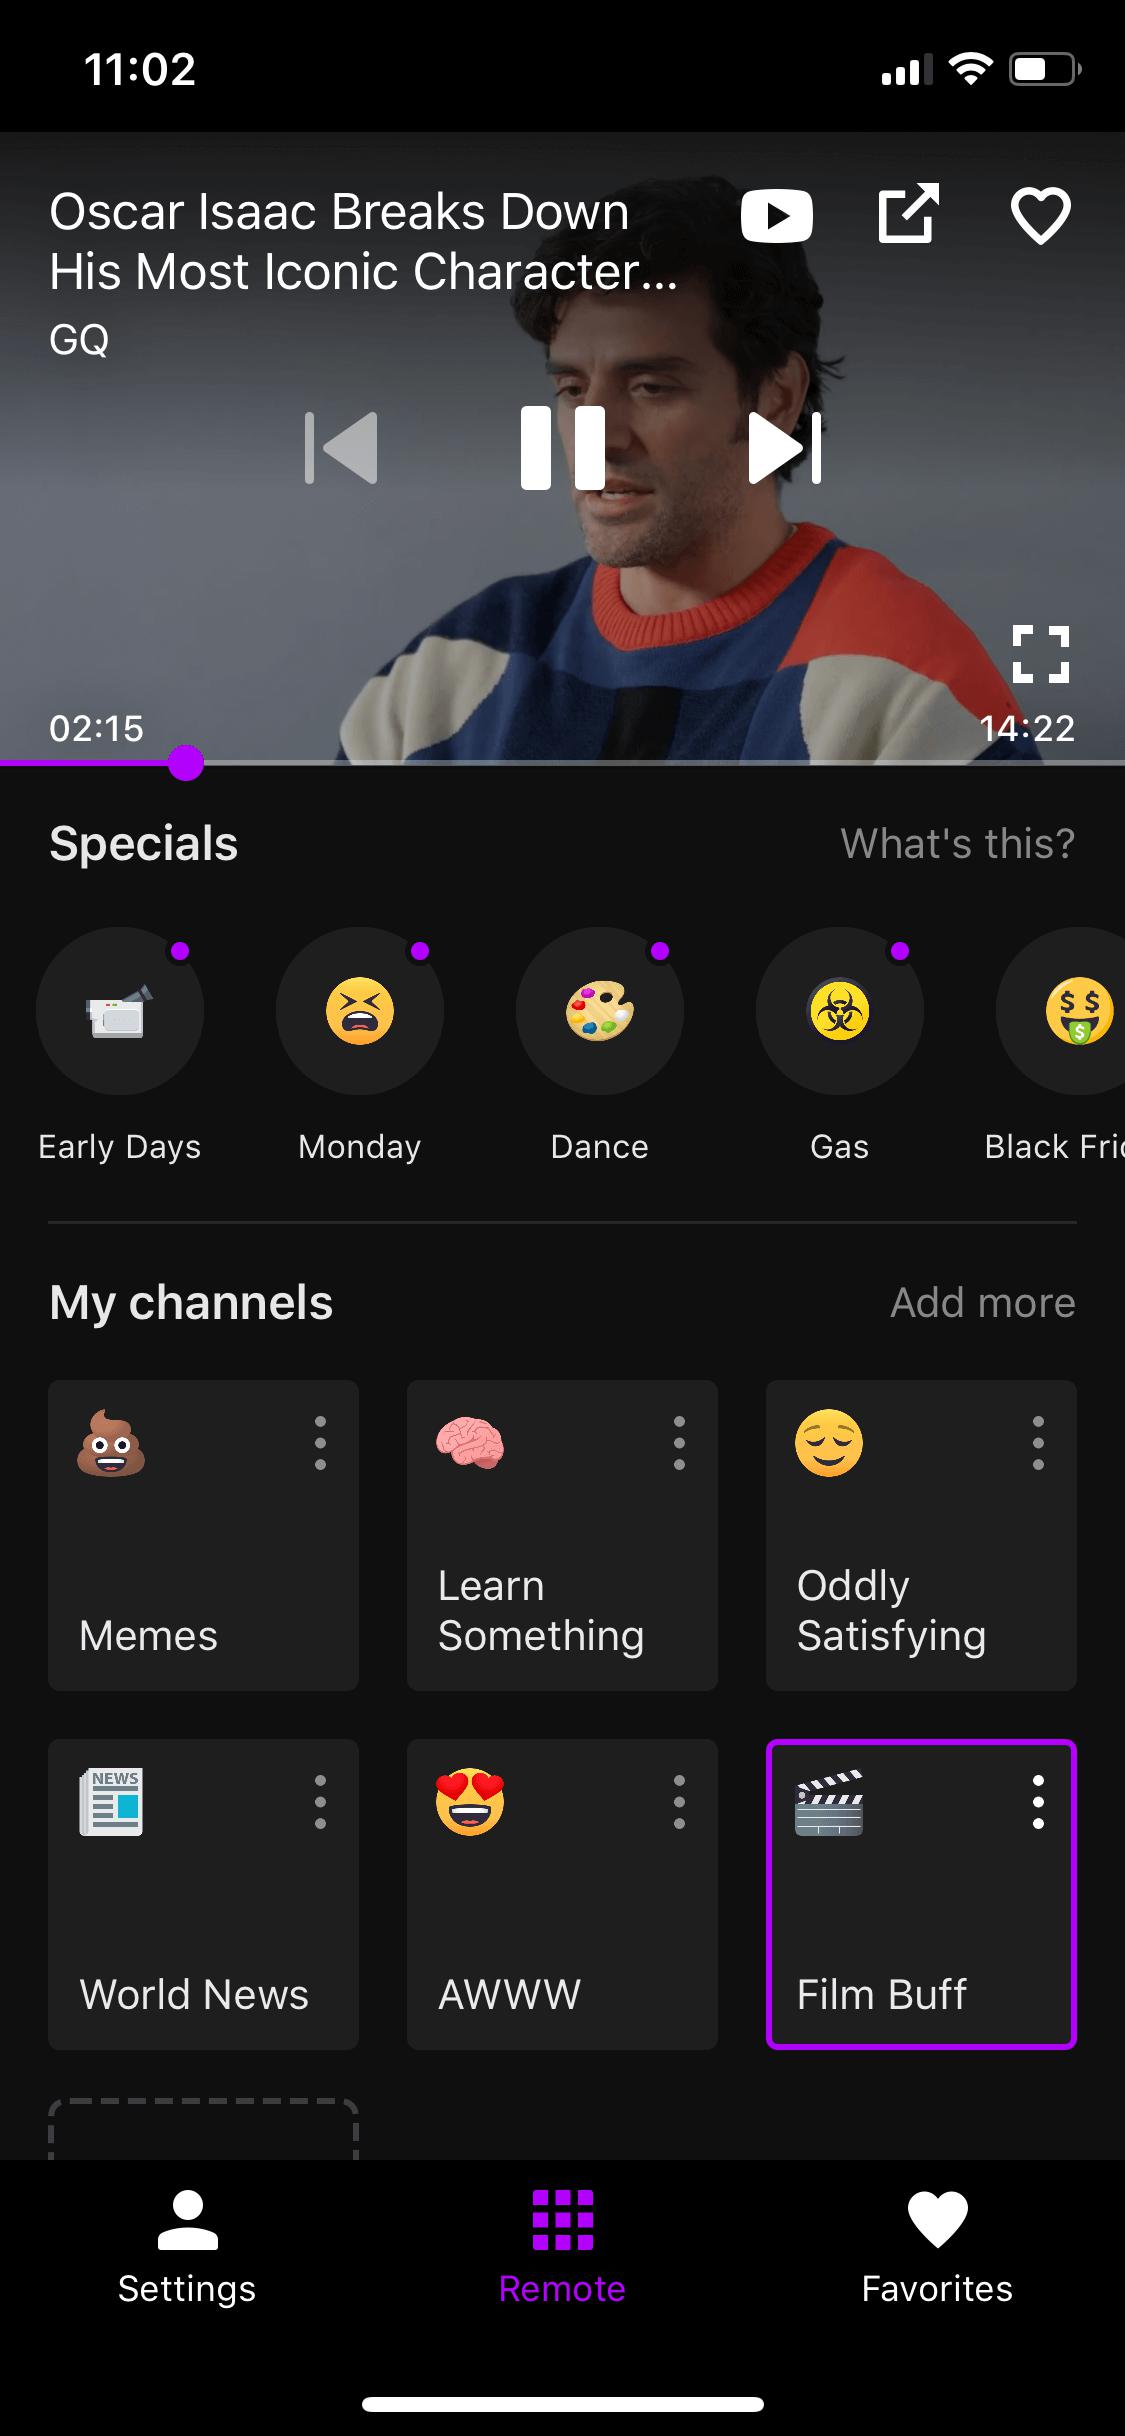 11:02
Oscar Isaac Breaks Down
His Most Iconic Character...
GQ
02:15
14:22
Specials
What's this?
Early Days
Monday
Dance
Gas
Black Fri
My channels
Add more
Memes
Learn
Something
Oddly
Satisfying
NEWS
World News
AWWW
Film Buff
Settings
Remote
Favorites